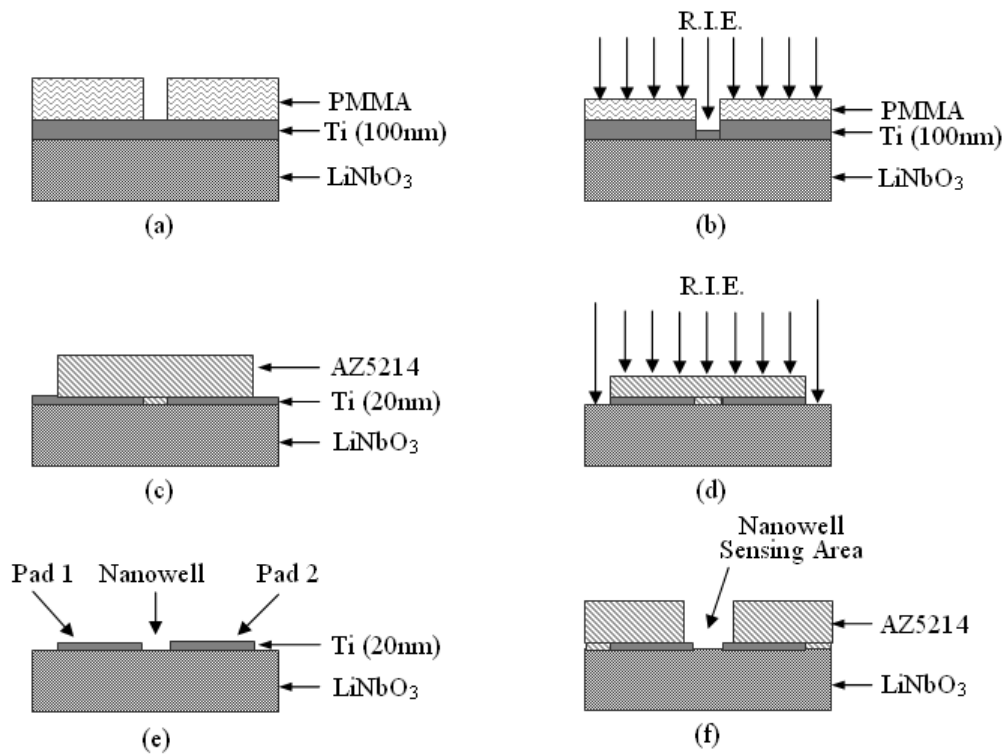 PMMA
Ti (100nm)
LiNbO₃
(a)
R.I.E.
PMMA
Ti (100nm)
LiNbO₃
(b)
AZ5214
Ti (20nm)
LiNbO₃
(c)
R.I.E.
(d)
Pad 1
Nanowell
Pad 2
Ti (20nm)
LiNbO₃
(e)
Nanowell
Sensing Area
AZ5214
LiNbO₃
(f)